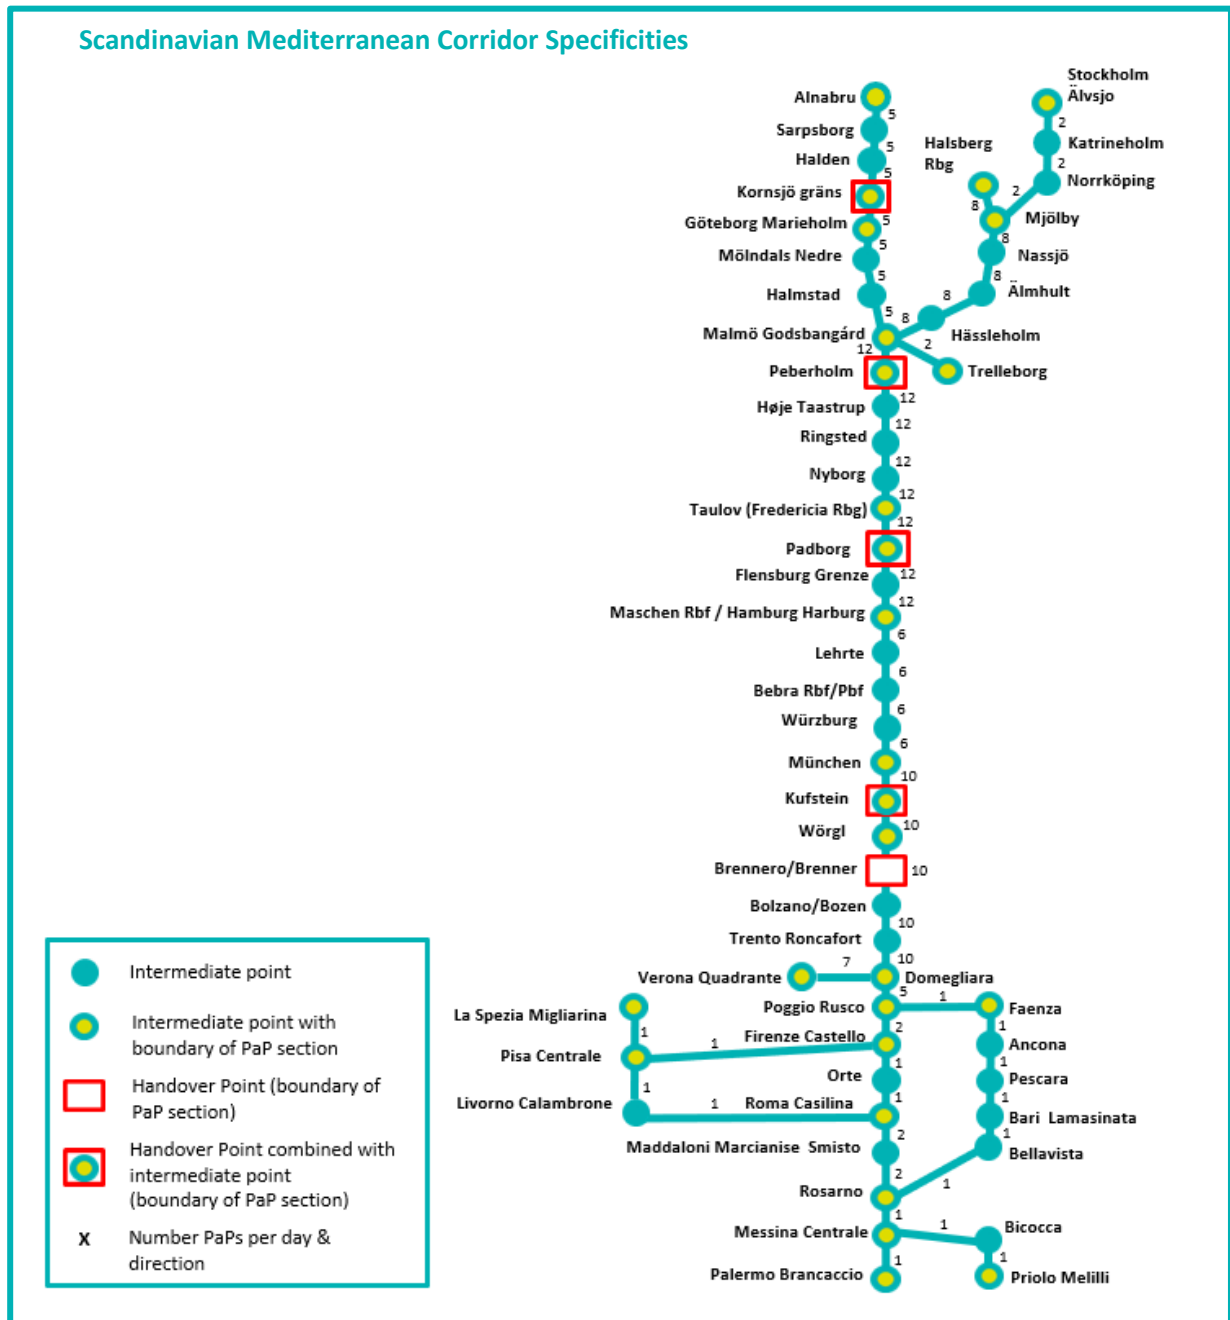 Scandinavian Mediterranean Corridor Specificities
Stockholm
Älvsjo
Alnabru
5
2
Sarpsborg
Katrineholm
Halsberg
Rbg
5
Halden
2
5
Norrköping
2
Kornsjö gräns
8
5
Mjölby
Göteborg Marieholm
8
5
Nassjö
Mölndals Nedre
8
5
Älmhult
Halmstad
8
5
8
Malmö Godsbangárd
Hässleholm
12
2
Peberholm
Trelleborg
12
Høje Taastrup
12
Ringsted
12
Nyborg
12
Taulov (Fredericia Rbg)
12
Padborg
12
Flensburg Grenze
12
Maschen Rbf / Hamburg Harburg
6
Lehrte
6
Bebra Rbf/Pbf
6
Würzburg
6
München
10
Kufstein
10
Wörgl
Brennero/Brenner
10
Bolzano/Bozen
10
Trento Roncafort
10
7
Verona Quadrante
Domegliara
5
1
Poggio Rusco
Faenza
La Spezia Migliarina
1
2
1
Firenze Castello
1
Ancona
Pisa Centrale
1
1
Orte
Pescara
1
1
1
1
Livorno Calambrone
Roma Casilina
Bari  Lamasinata
2
1
Maddaloni Marcianise  Smisto
Bellavista
2
1
Rosarno
1
1
Messina Centrale
Bicocca
1
1
Palermo Brancaccio
Priolo Melilli
Intermediate point
Intermediate point with
boundary of PaP section
Handover Point (boundary of
PaP section)
Handover Point combined with
intermediate point
(boundary of PaP section)
X
Number PaPs per day &
direction